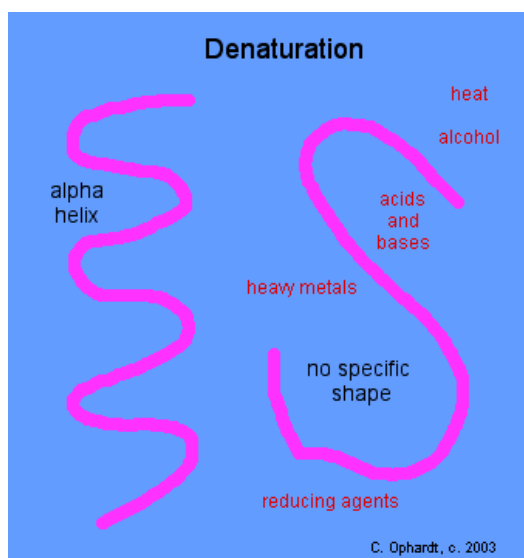 Denaturation
heat
alcohol
alpha
helix
acids
and
bases
heavy metals
no specific
shape
reducing agents
C. Ophardt, c. 2003